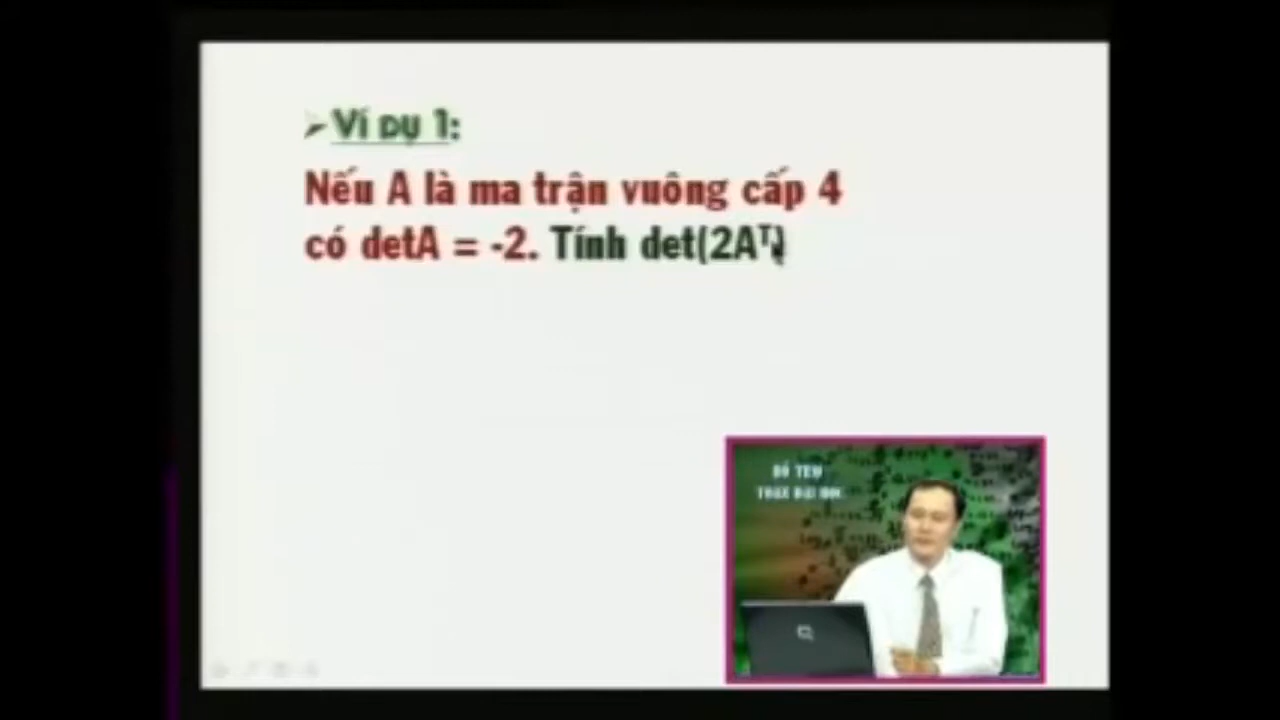 ➢Ví dụ 1:
Nếu A là ma trận vuông cấp 4
có detA = -2. Tính det(2Aᵀ)